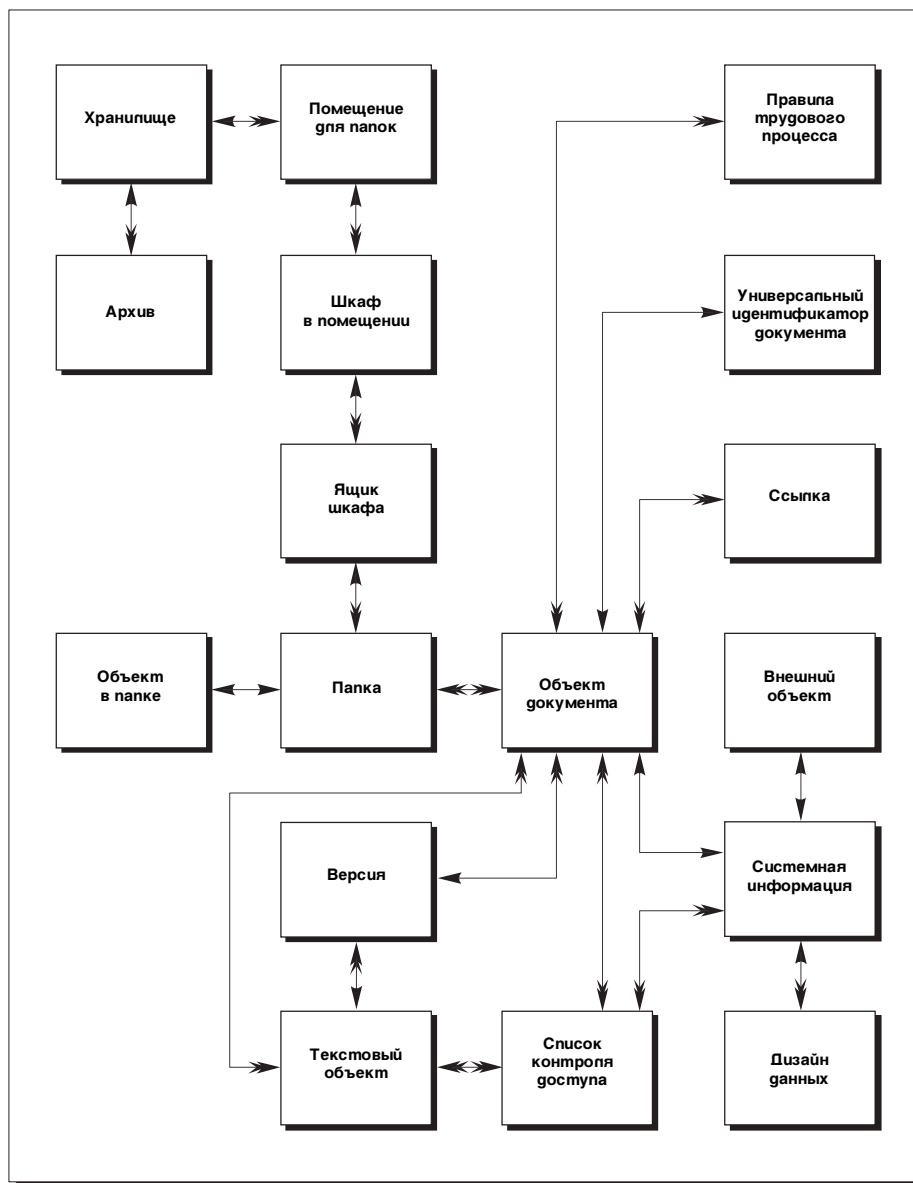 Хранилище
Помещение
для папок
Правила
трудового
процесса
Архив
Шкаф
в помещении
Универсальный
идентификатор
документа
Ящик
шкафа
Ссылка
Объект
в папке
Папка
Объект
документа
Внешний
объект
Версия
Системная
информация
Текстовый
объект
Список
контроля
доступа
Дизайн
данных